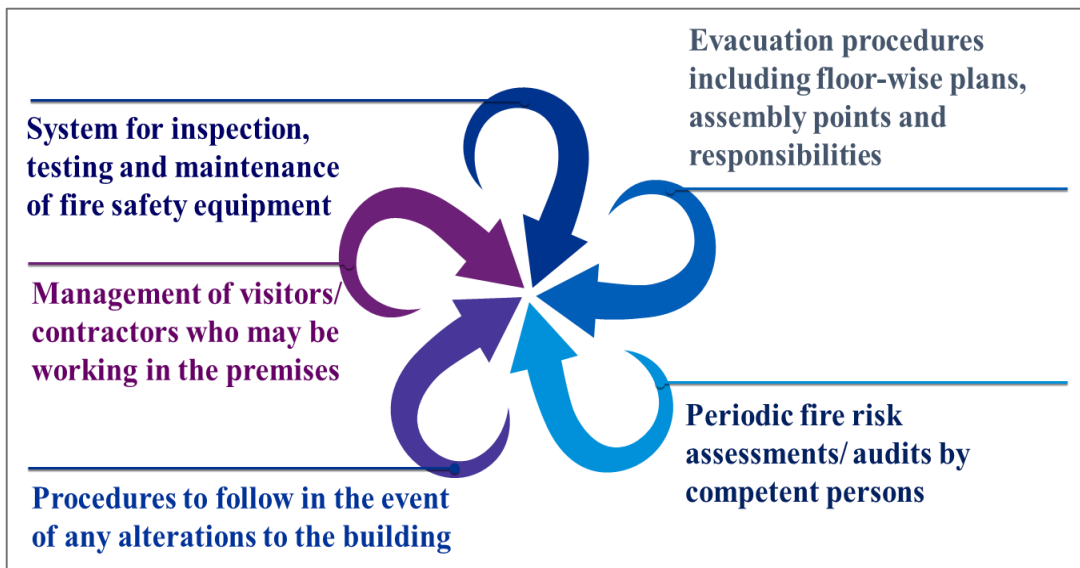 System for inspection,
testing and maintenance
of fire safety equipment
Management of visitors/
contractors who may be
working in the premises
Procedures to follow in the event
of any alterations to the building
Evacuation procedures
including floor-wise plans,
assembly points and
responsibilities
Periodic fire risk
assessments/ audits by
competent persons